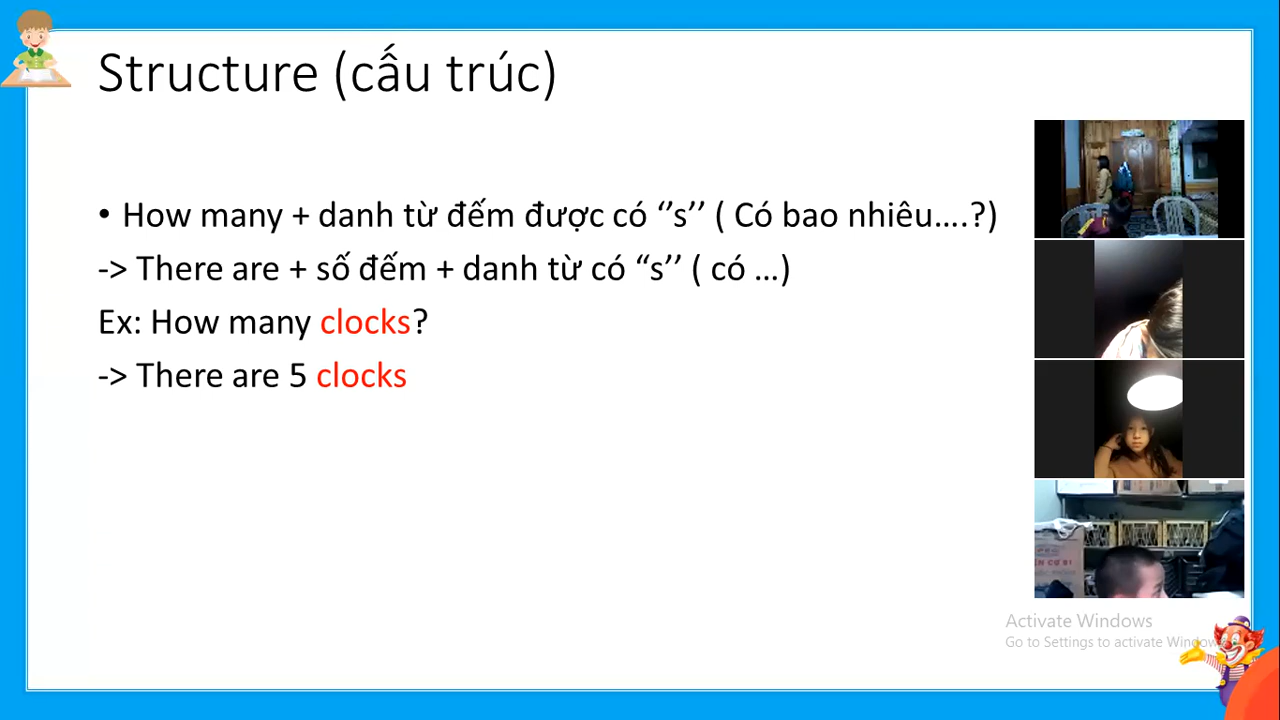 Structure (cấu trúc)
• How many + danh từ đếm được có ‘’s’’ ( Có bao nhiêu….?)
-> There are + số đếm + danh từ có “s’’ ( có …)
Ex: How many clocks?
-> There are 5 clocks
Activate Windows
Go to Settings to activate Windows